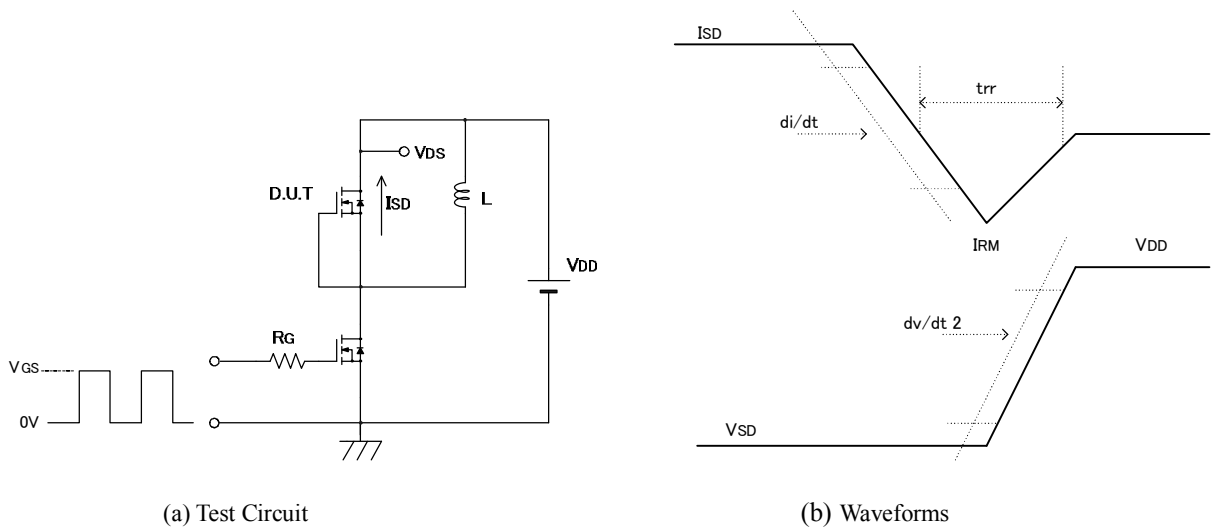 VDS
D.U.T
ISD
L
VDD
RG
VGS
0V
(a) Test Circuit
ISD
trr
di/dt
IRM
VDD
dv/dt 2
VSD
(b) Waveforms